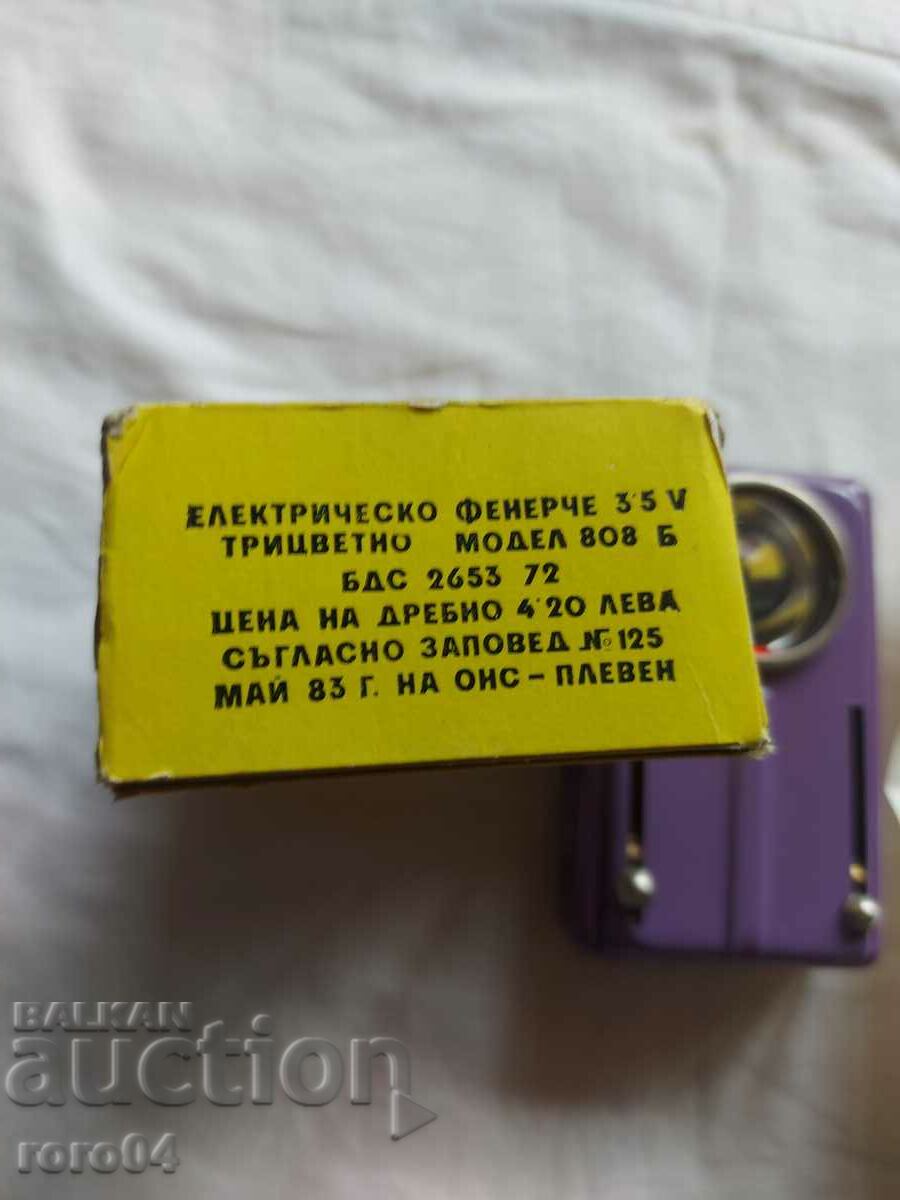 ЕЛЕКТРИЧЕСКО ФЕНЕРЧЕ 3'5 V
ТРИЦВЕТНО МОДЕЛ 808 Б
БДС 2653 72
ЦЕНА НА ДРЕБНО 4'20 ЛЕВА
СЪГЛАСНО ЗАПОВЕД № 125
МАЙ 83 Г. НА ОНС – ПЛЕВЕН
BALKAN
auction
roro04